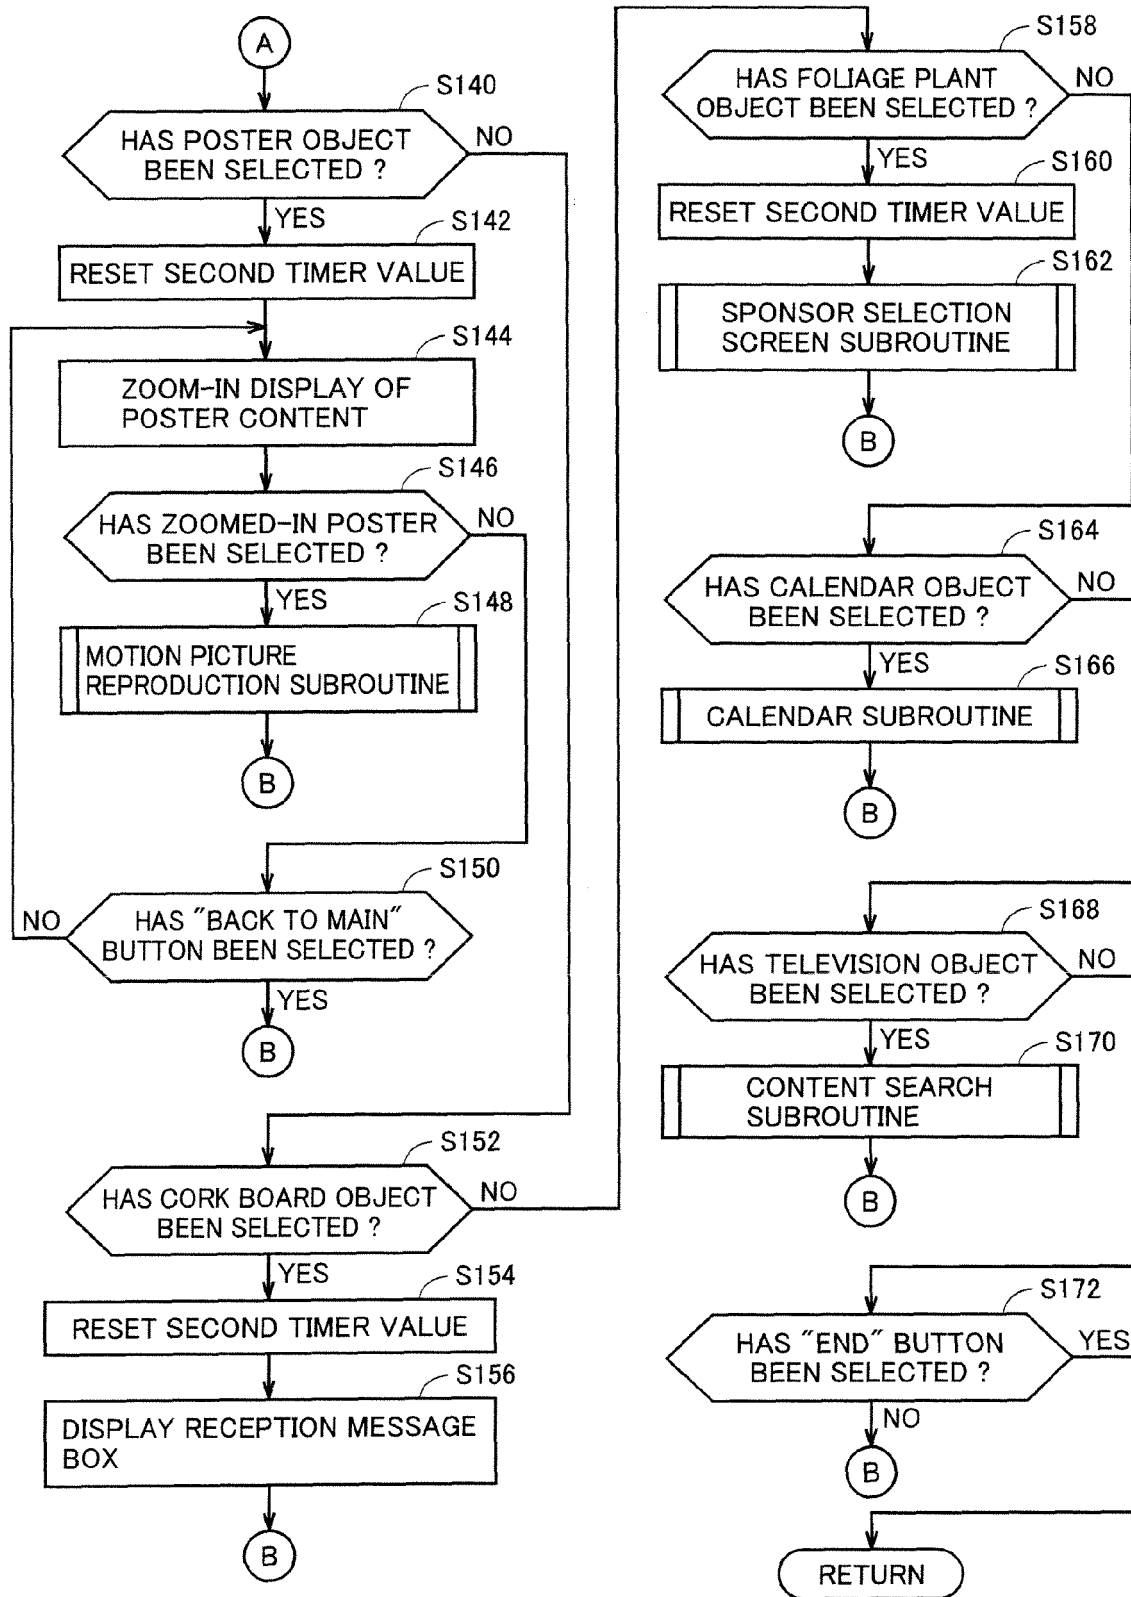 A
S140
HAS POSTER OBJECT
BEEN SELECTED ?
NO
YES
S142
RESET SECOND TIMER VALUE
S144
ZOOM-IN DISPLAY OF
POSTER CONTENT
S146
HAS ZOOMED-IN POSTER
BEEN SELECTED ?
NO
YES
S148
MOTION PICTURE
REPRODUCTION SUBROUTINE
B
S150
NO
HAS "BACK TO MAIN"
BUTTON BEEN SELECTED ?
YES
B
S152
HAS CORK BOARD OBJECT
BEEN SELECTED ?
NO
YES
S154
RESET SECOND TIMER VALUE
S156
DISPLAY RECEPTION MESSAGE
BOX
B
S158
HAS FOLIAGE PLANT
OBJECT BEEN SELECTED ?
NO
YES
S160
RESET SECOND TIMER VALUE
S162
SPONSOR SELECTION
SCREEN SUBROUTINE
B
S164
HAS CALENDAR OBJECT
BEEN SELECTED ?
NO
YES
S166
CALENDAR SUBROUTINE
B
S168
HAS TELEVISION OBJECT
BEEN SELECTED ?
NO
YES
S170
CONTENT SEARCH
SUBROUTINE
B
S172
HAS "END" BUTTON
BEEN SELECTED ?
YES
NO
B
RETURN